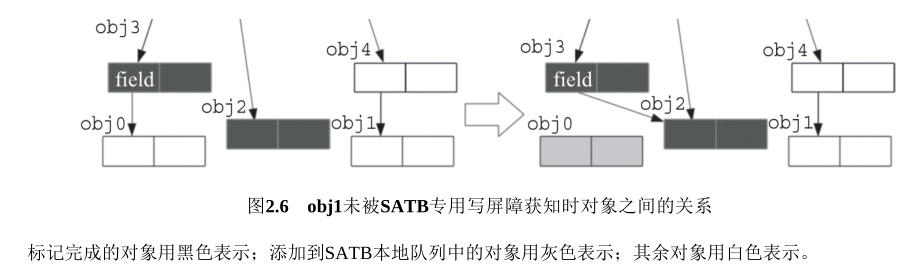 obj3
obj4
field
obj2
obj0
obj1
obj3
obj4
field
obj2
obj0
obj1
图2.6 obj1未被SATB专用写屏障获知时对象之间的关系
标记完成的对象用黑色表示；添加到SATB本地队列中的对象用灰色表示；其余对象用白色表示。